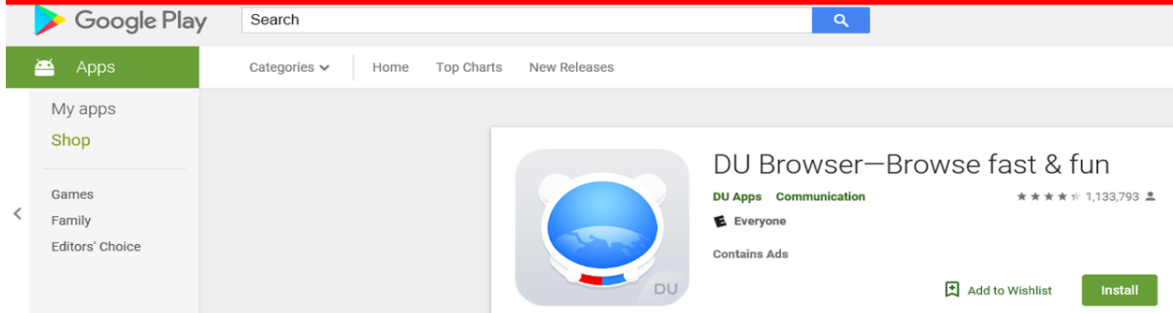 Google Play
Search
Apps
Categories
Home
Top Charts
New Releases
My apps
Shop
Games
Family
Editors' Choice
DU
DU Browser—Browse fast & fun
DU Apps Communication 1,133,793
E Everyone
Contains Ads
Add to Wishlist
Install